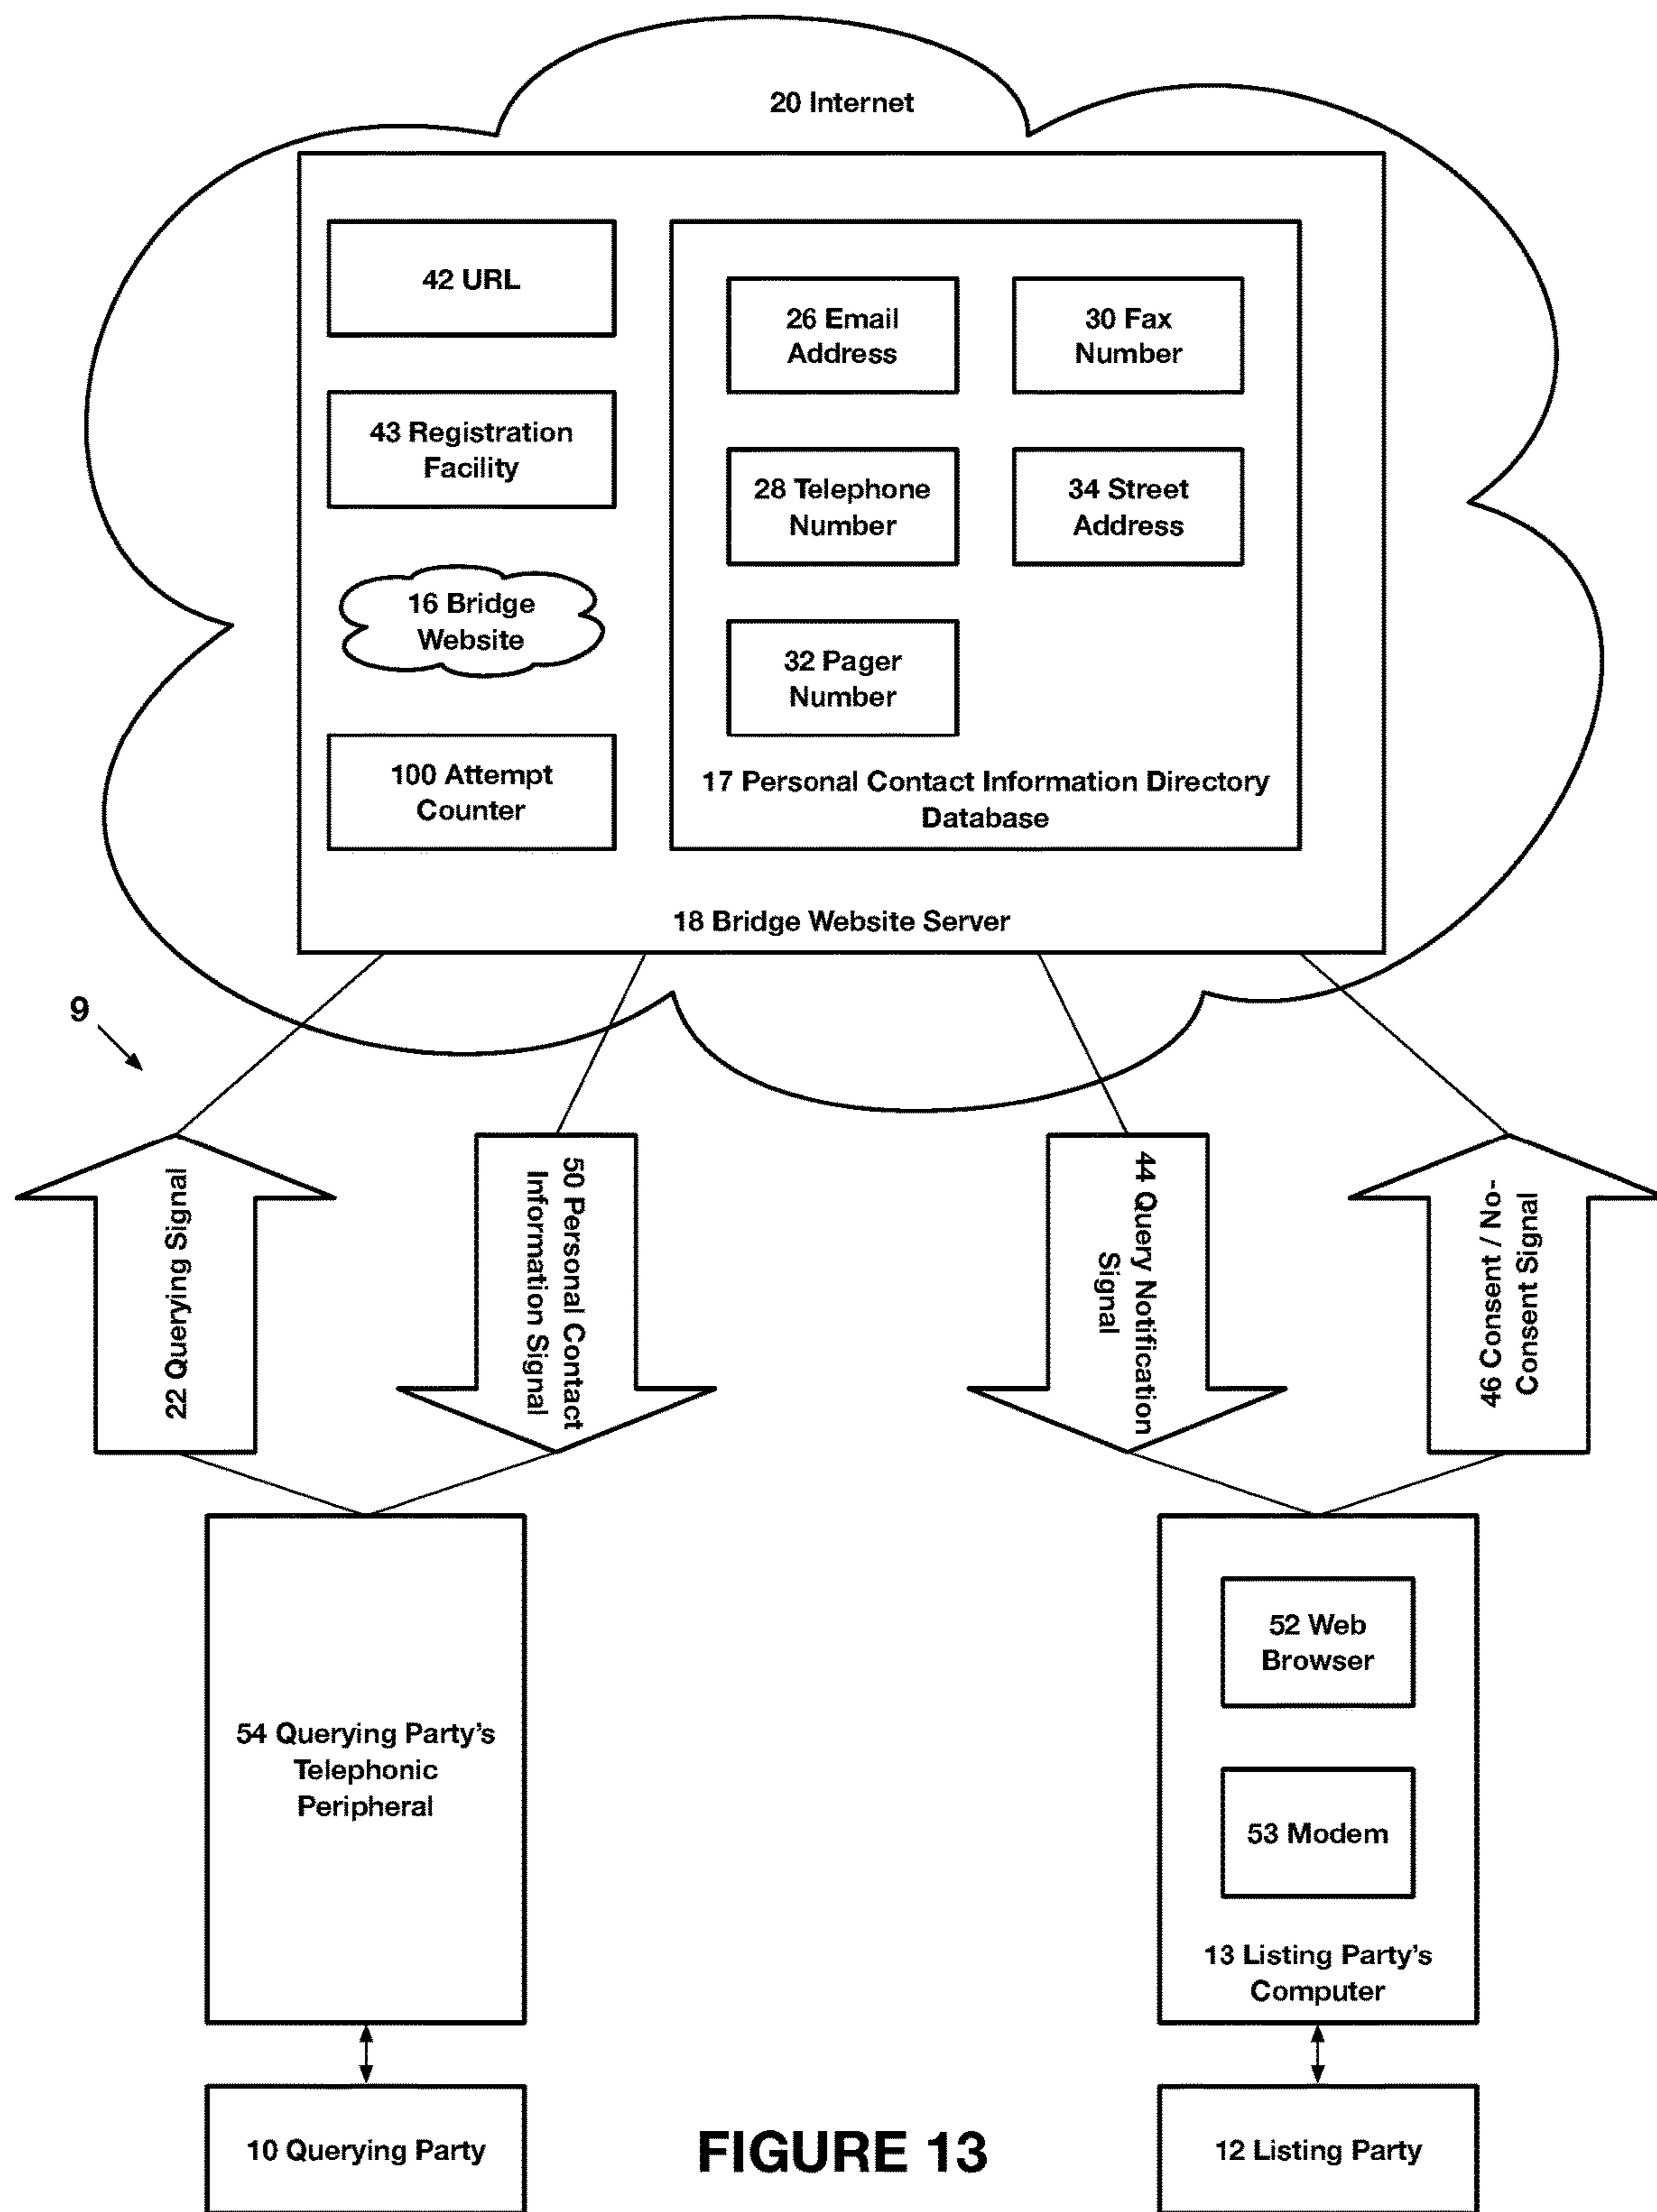 20 Internet
42 URL
43 Registration
Facility
16 Bridge
Website
100 Attempt
Counter
26 Email
Address
30 Fax
Number
28 Telephone
Number
34 Street
Address
32 Pager
Number
17 Personal Contact Information Directory
Database
18 Bridge Website Server
9
22 Querying Signal
50 Personal Contact
Information Signal
44 Query Notification
Signal
46 Consent / No-
Consent Signal
54 Querying Party's
Telephonic
Peripheral
52 Web
Browser
53 Modem
13 Listing Party's
Computer
10 Querying Party
FIGURE 13
12 Listing Party